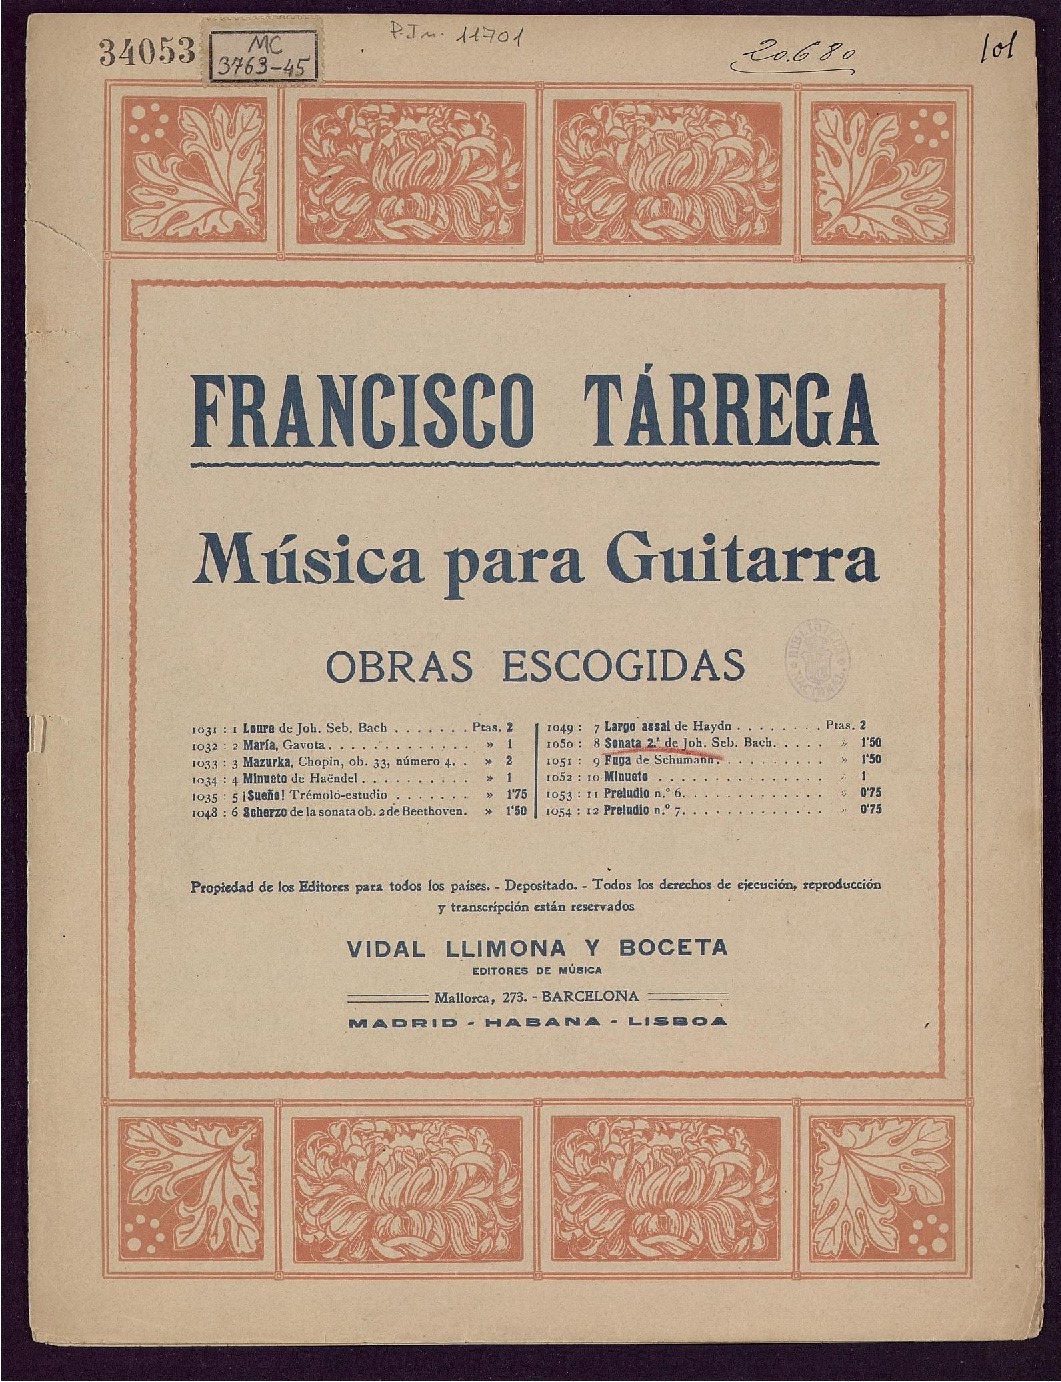 34053
MC
3763-45
P.In. 11701
20.680
101
FRANCISCO TÁRREGA
Música para Guitarra
OBRAS ESCOGIDAS
1031 : 1 Loure de Joh. Seb. Bach . . . . . . . Ptas. 2
1032 : 2 María, Gavota. . . . . . . . . . . . . » 1
1033 : 3 Mazurka, Chopin, ob. 33, número 4. . » 2
1034 : 4 Minueto de Haëndel . . . . . . . . . . » 1
1035 : 5 ¡Sueño! Trémolo-estudio . . . . . . . » 1'75
1048 : 6 Scherzo de la sonata ob. 2 de Beethoven. » 1'50
1049 : 7 Largo assai de Haydn . . . . . . . . Ptas. 2
1050 : 8 Sonata 2.ª de Joh. Seb. Bach. . . . . » 1'50
1051 : 9 Fuga de Schumann. . . . . . . . . . » 1'50
1052 : 10 Minueto . . . . . . . . . . . . . . . » 1
1053 : 11 Preludio n.º 6. . . . . . . . . . . . . » 0'75
1054 : 12 Preludio n.º 7. . . . . . . . . . . . . » 0'75
Propiedad de los Editores para todos los países. - Depositado. - Todos los derechos de ejecución, reproducción
y transcripción están reservados
VIDAL LLIMONA Y BOCETA
EDITORES DE MÚSICA
Mallorca, 273. - BARCELONA
MADRID - HABANA - LISBOA